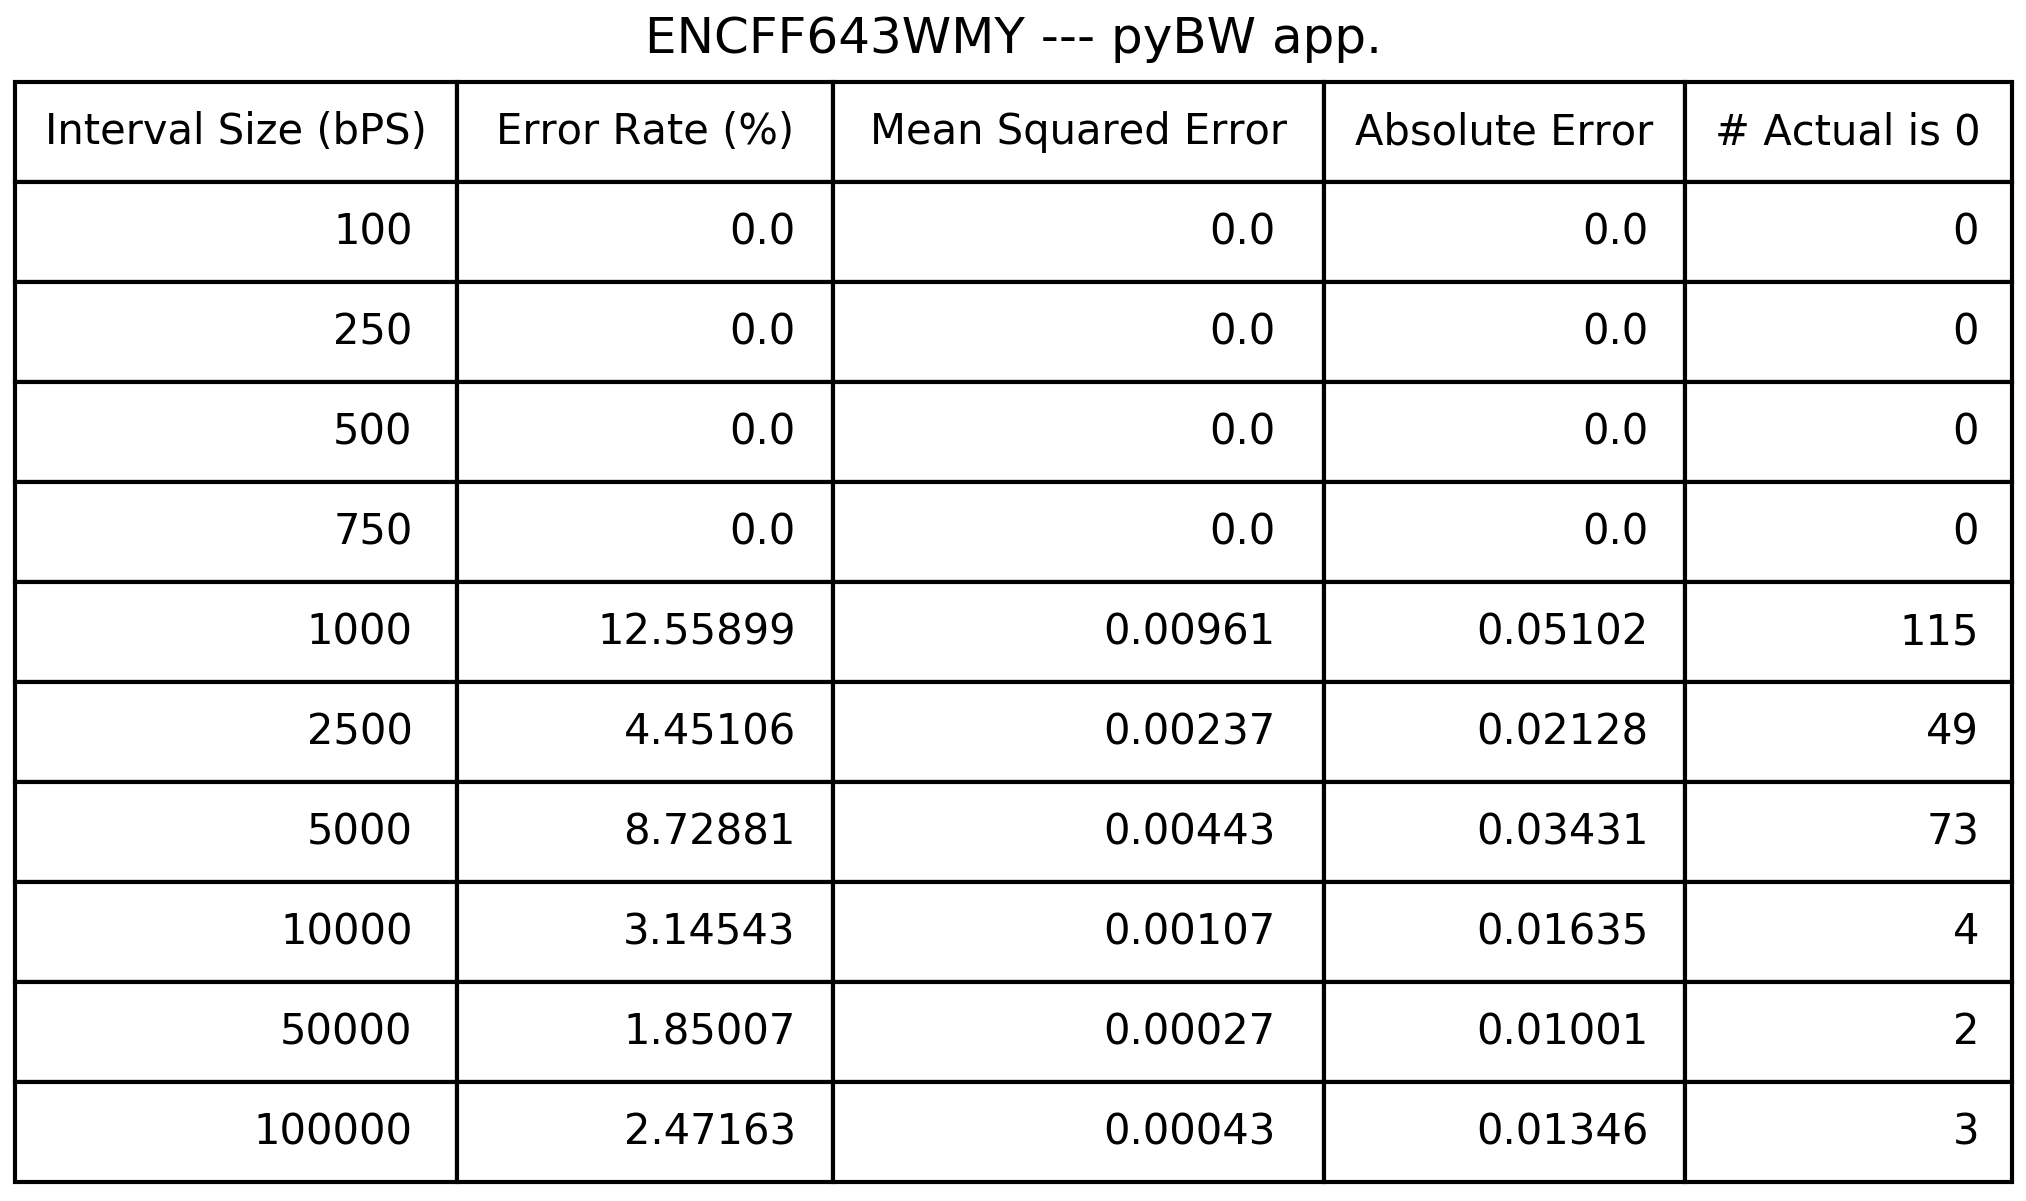 ENCFF643WMY --- pyBW app.
Interval Size (bPS) Error Rate (%) Mean Squared Error Absolute Error # Actual is 0
100 0.0 0.0 0.0 0
250 0.0 0.0 0.0 0
500 0.0 0.0 0.0 0
750 0.0 0.0 0.0 0
1000 12.55899 0.00961 0.05102 115
2500 4.45106 0.00237 0.02128 49
5000 8.72881 0.00443 0.03431 73
10000 3.14543 0.00107 0.01635 4
50000 1.85007 0.00027 0.01001 2
100000 2.47163 0.00043 0.01346 3